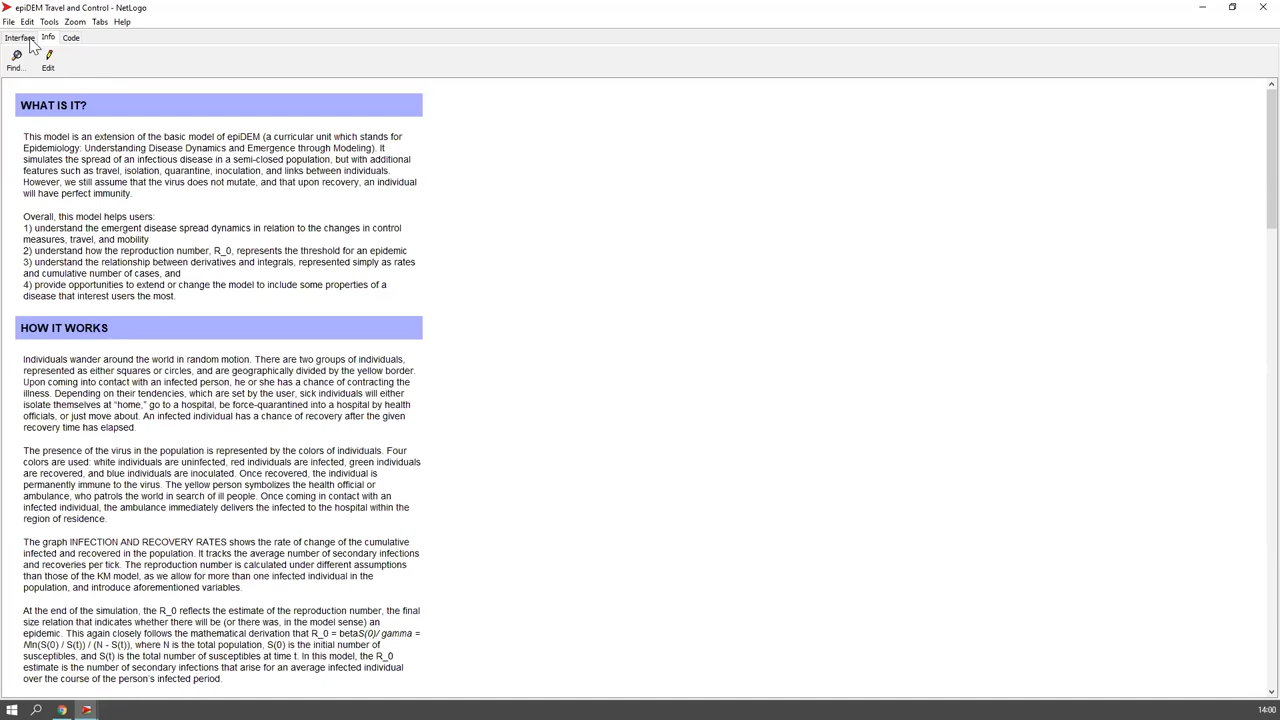 epiDEM Travel and Control - NetLogo
File Edit Tools Zoom Tabs Help
Interface Info Code
Find... Edit
WHAT IS IT?
This model is an extension of the basic model of epiDEM (a curricular unit which stands for
Epidemiology: Understanding Disease Dynamics and Emergence through Modeling). It
simulates the spread of an infectious disease in a semi-closed population, but with additional
features such as travel, isolation, quarantine, inoculation, and links between individuals.
However, we still assume that the virus does not mutate, and that upon recovery, an individual
will have perfect immunity.
Overall, this model helps users:
1) understand the emergent disease spread dynamics in relation to the changes in control
measures, travel, and mobility
2) understand how the reproduction number, R_0, represents the threshold for an epidemic
3) understand the relationship between derivatives and integrals, represented simply as rates
and cumulative number of cases, and
4) provide opportunities to extend or change the model to include some properties of a
disease that interest users the most.
HOW IT WORKS
Individuals wander around the world in random motion. There are two groups of individuals,
represented as either squares or circles, and are geographically divided by the yellow border.
Upon coming into contact with an infected person, he or she has a chance of contracting the
illness. Depending on their tendencies, which are set by the user, sick individuals will either
isolate themselves at “home,” go to a hospital, be force-quarantined into a hospital by health
officials, or just move about. An infected individual has a chance of recovery after the given
recovery time has elapsed.
The presence of the virus in the population is represented by the colors of individuals. Four
colors are used: white individuals are uninfected, red individuals are infected, green individuals
are recovered, and blue individuals are inoculated. Once recovered, the individual is
permanently immune to the virus. The yellow person symbolizes the health official or
ambulance, who patrols the world in search of ill people. Once coming in contact with an
infected individual, the ambulance immediately delivers the infected to the hospital within the
region of residence.
The graph INFECTION AND RECOVERY RATES shows the rate of change of the cumulative
infected and recovered in the population. It tracks the average number of secondary infections
and recoveries per tick. The reproduction number is calculated under different assumptions
than those of the KM model, as we allow for more than one infected individual in the
population, and introduce aforementioned variables.
At the end of the simulation, the R_0 reflects the estimate of the reproduction number, the final
size relation that indicates whether there will be (or there was, in the model sense) an
epidemic. This again closely follows the mathematical derivation that R_0 = betaS(0)/ gamma =
Nln(S(0) / S(t)) / (N - S(t)), where N is the total population, S(0) is the initial number of
susceptibles, and S(t) is the total number of susceptibles at time t. In this model, the R_0
estimate is the number of secondary infections that arise for an average infected individual
over the course of the person’s infected period.
14:00